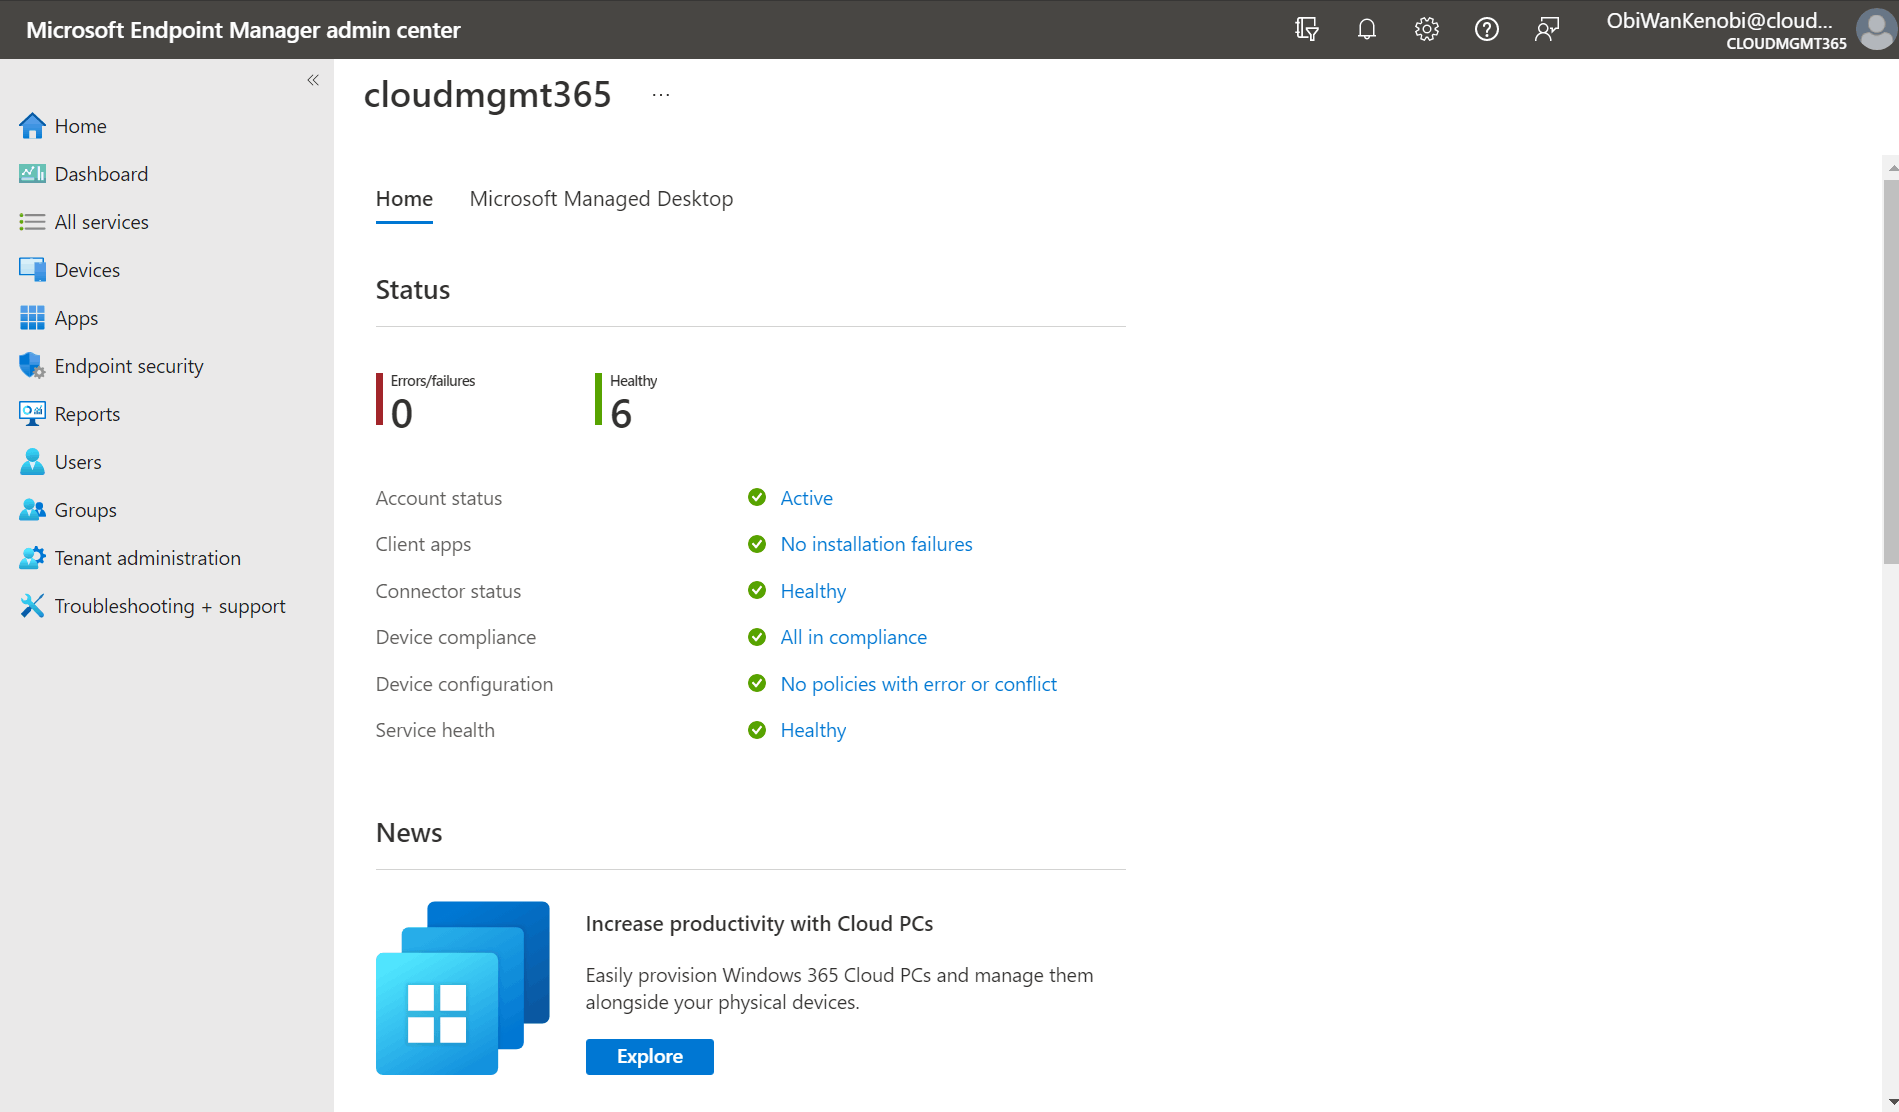 Microsoft Endpoint Manager admin center
ObiWanKenobi@cloud...
CLOUDMGMT365
«
Home
Dashboard
All services
Devices
Apps
Endpoint security
Reports
Users
Groups
Tenant administration
Troubleshooting + support
cloudmgmt365 ...
Home Microsoft Managed Desktop
Status
Errors/failures
0
Healthy
6
Account status Active
Client apps No installation failures
Connector status Healthy
Device compliance All in compliance
Device configuration No policies with error or conflict
Service health Healthy
News
Increase productivity with Cloud PCs
Easily provision Windows 365 Cloud PCs and manage them
alongside your physical devices.
Explore